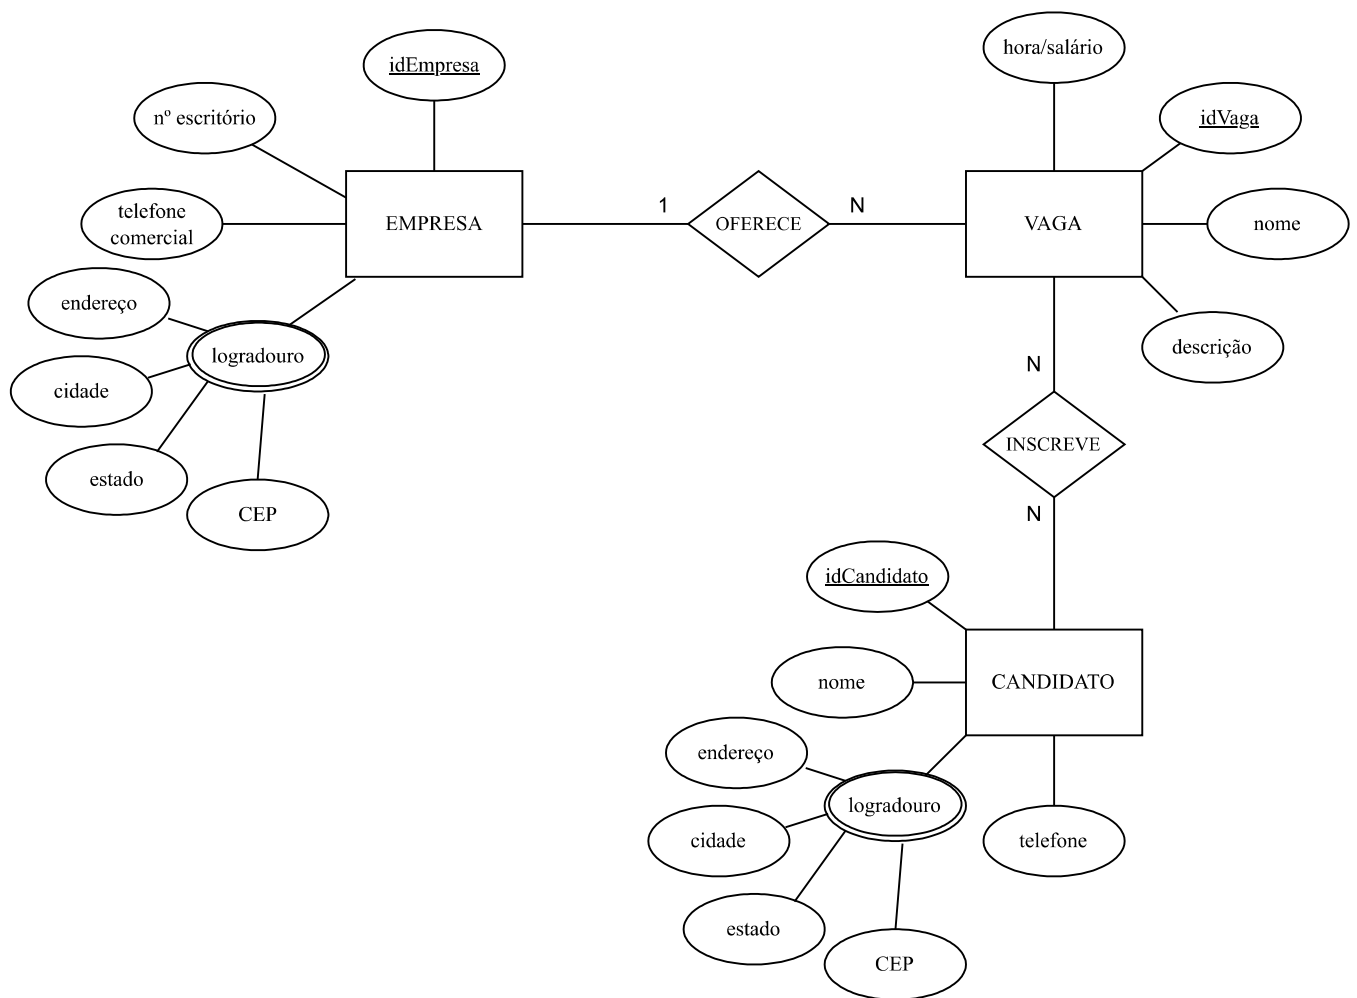 hora/salário
idEmpresa
nº escritório
idVaga
telefone
comercial
EMPRESA
1
OFERECE
N
VAGA
nome
endereço
logradouro
descrição
cidade
N
estado
INSCREVE
CEP
N
idCandidato
nome
CANDIDATO
endereço
logradouro
cidade
telefone
estado
CEP